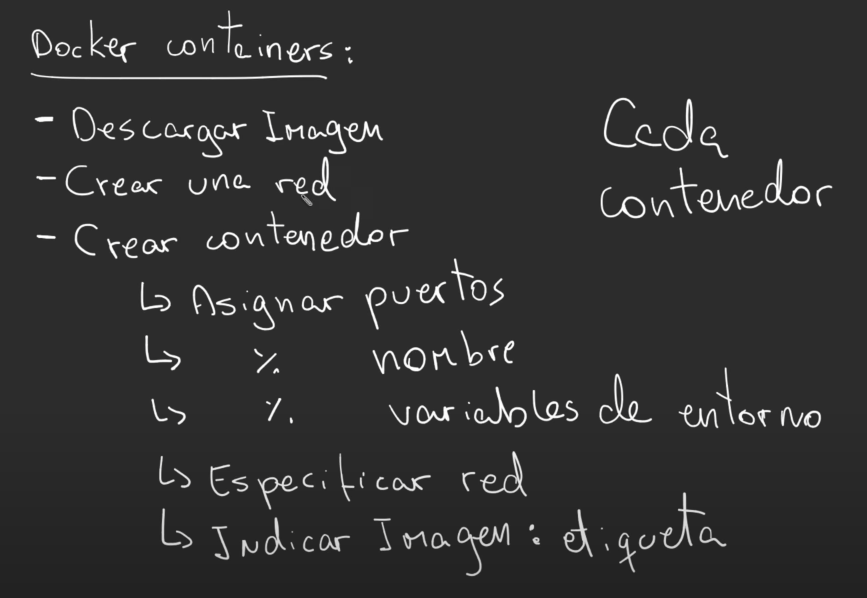 Docker containers:
- Descargar Imagen
- Crear una red
- Crear contenedor
↳ Asignar puertos
↳ ٪ nombre
↳ ٪ variables de entorno
↳ Especificar red
↳ Indicar Imagen: etiqueta
Cada
contenedor